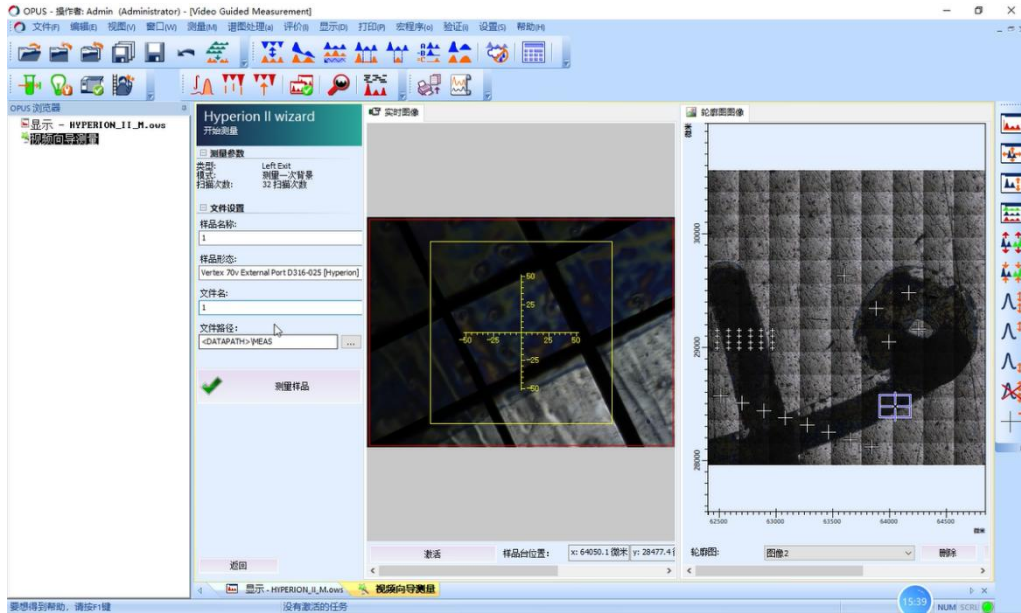 OPUS - 操作者: Admin (Administrator) - [Video Guided Measurement]
文件(F) 编辑(E) 视图(V) 窗口(W) 测量(M) 谱图处理(a) 评价(l) 显示(D) 打印(P) 宏程序(o) 验证(i) 设置(S) 帮助(H)
OPUS 浏览器
显示 - HYPERION_II_M.ows
视频向导测量
Hyperion II wizard
开始测量
测量参数
类型: Left Exit
模式: 测量一次背景
扫描次数: 32 扫描次数
文件设置
样品名称:
1
样品形态:
Vertex 70v External Port D316-025 [Hyperion]
文件名:
1
文件路径:
<DATAPATH>\MEAS
...
测量样品
返回
实时图像
50
25
-50 -25 25 50
-25
-50
激活
样品台位置:
x: 64050.1 微米
y: 28477.4
轮廓图图像
微米
30000
29000
28000
62500 63000 63500 64000 64500
微米
轮廓图:
图像2
删除
显示 - HYPERION_II_M.ows
视频向导测量
要想得到帮助，请按F1键
没有激活的任务
15:39
NUM SCRL